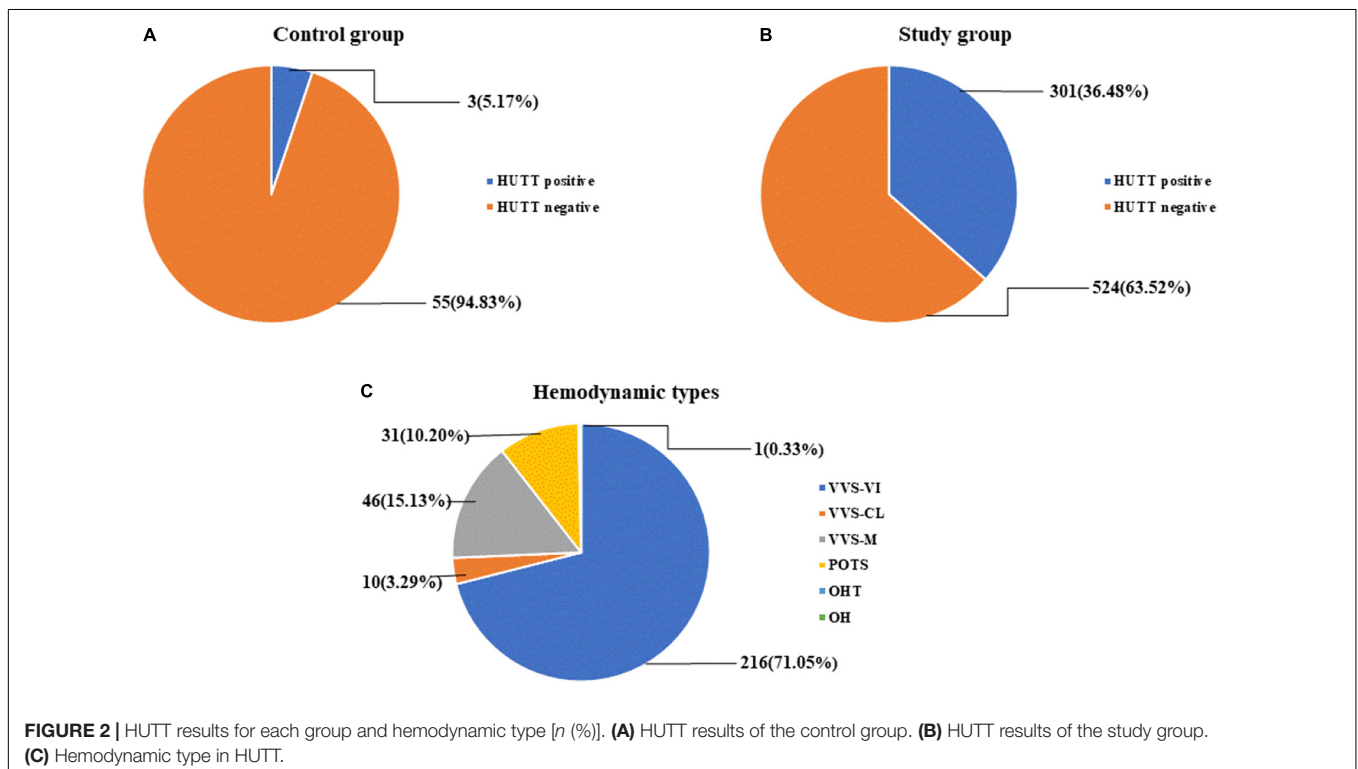 A
Control group
3(5.17%)
HUTT positive
HUTT negative
55(94.83%)
B
Study group
301(36.48%)
HUTT positive
HUTT negative
524(63.52%)
C
Hemodynamic types
31(10.20%)
1(0.33%)
46(15.13%)
10(3.29%)
VVS-VI
VVS-CL
VVS-M
POTS
OHT
OH
216(71.05%)
FIGURE 2 | HUTT results for each group and hemodynamic type [n (%)]. (A) HUTT results of the control group. (B) HUTT results of the study group.
(C) Hemodynamic type in HUTT.